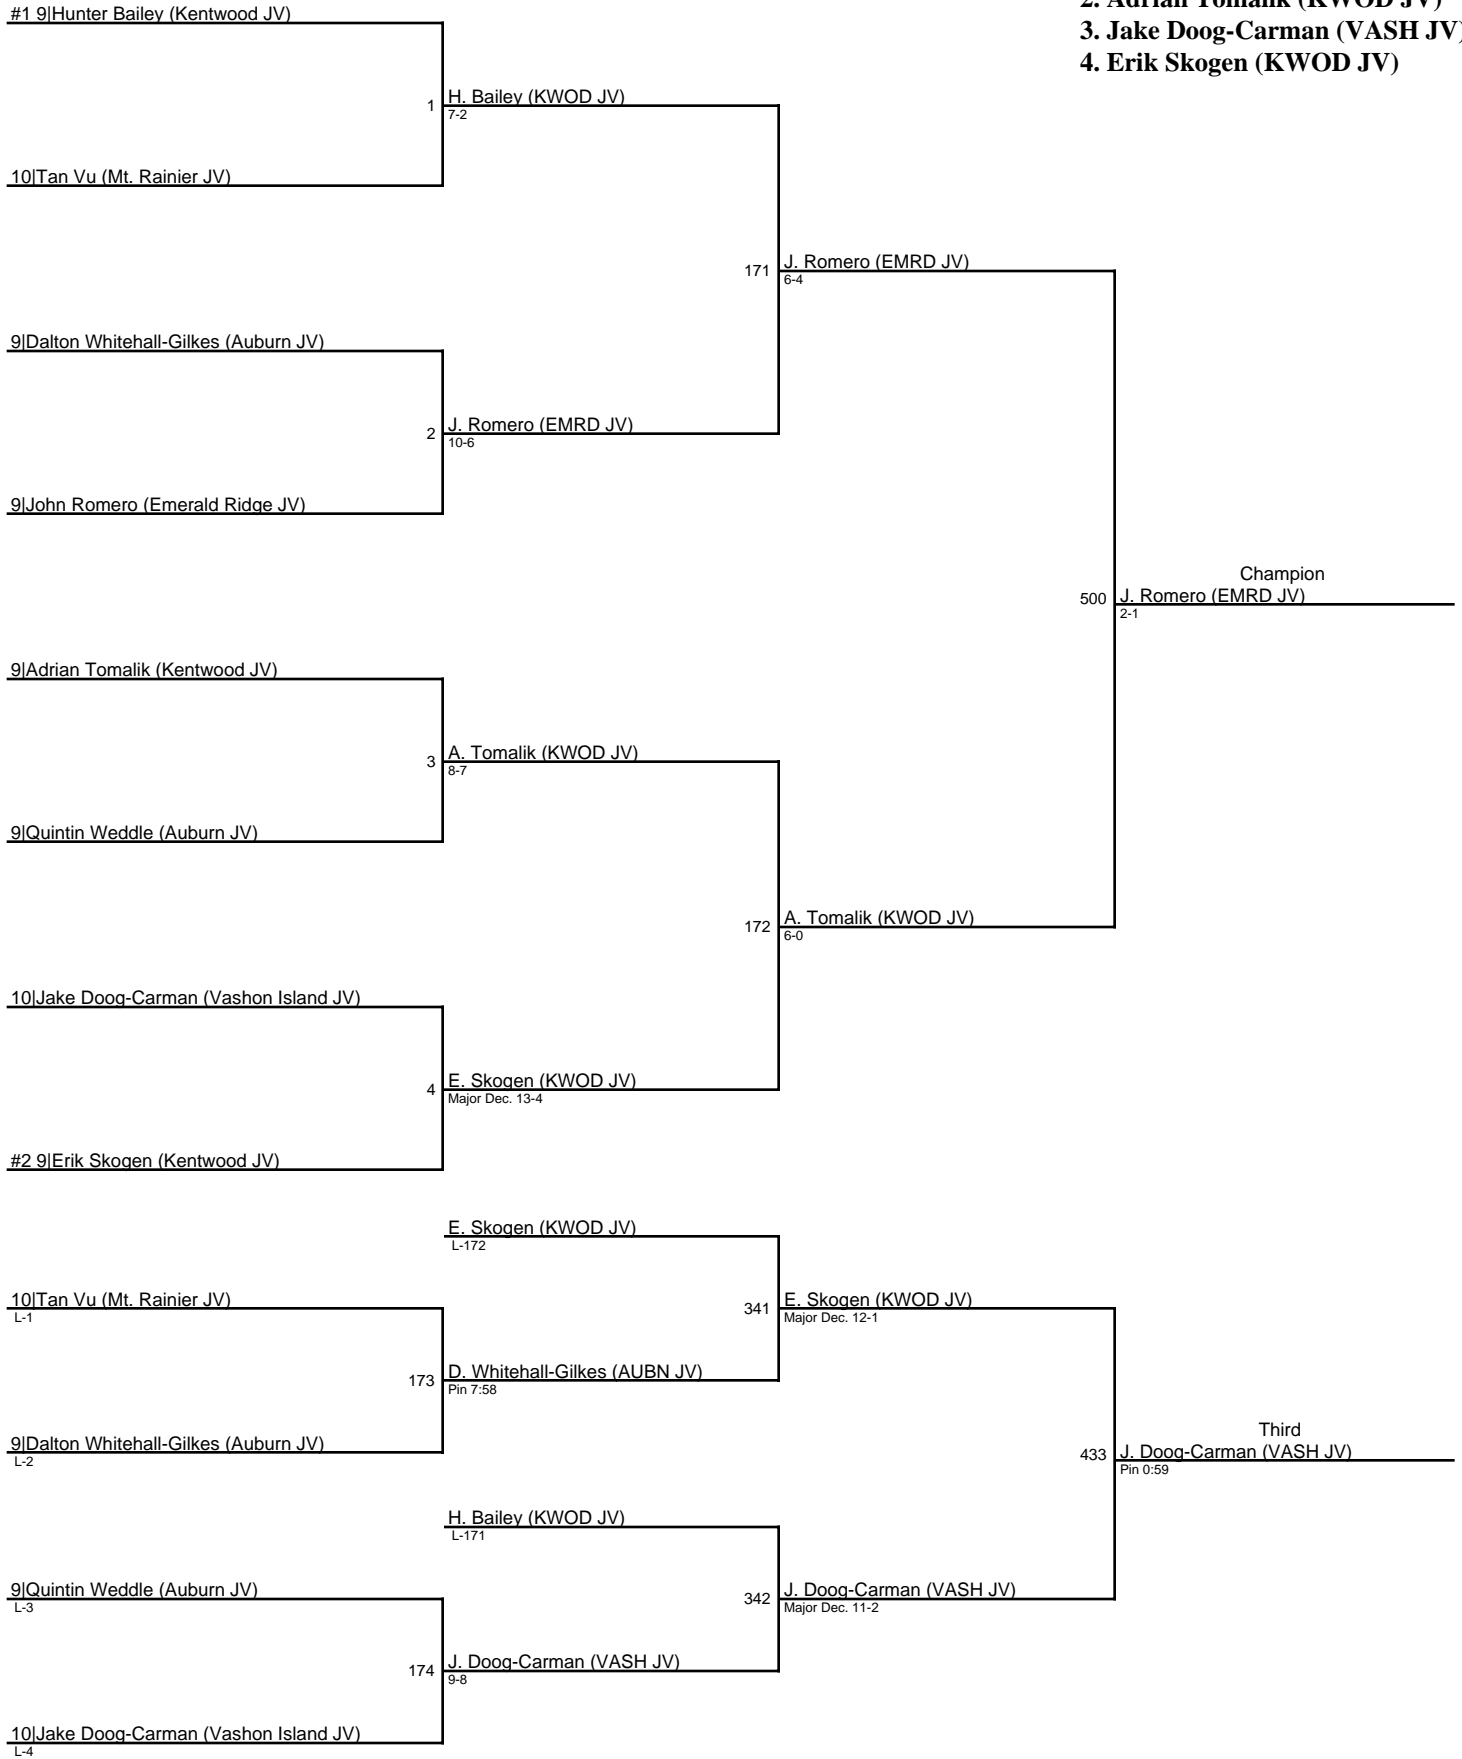 2. Adrian Tomalik (KWOD JV)
3. Jake Doog-Carman (VASH JV)
4. Erik Skogen (KWOD JV)
#1 9|Hunter Bailey (Kentwood JV)
1
H. Bailey (KWOD JV)
7-2
10|Tan Vu (Mt. Rainier JV)
171
J. Romero (EMRD JV)
6-4
9|Dalton Whitehall-Gilkes (Auburn JV)
2
J. Romero (EMRD JV)
10-6
9|John Romero (Emerald Ridge JV)
Champion
500
J. Romero (EMRD JV)
2-1
9|Adrian Tomalik (Kentwood JV)
3
A. Tomalik (KWOD JV)
8-7
9|Quintin Weddle (Auburn JV)
172
A. Tomalik (KWOD JV)
6-0
10|Jake Doog-Carman (Vashon Island JV)
4
E. Skogen (KWOD JV)
Major Dec. 13-4
#2 9|Erik Skogen (Kentwood JV)
E. Skogen (KWOD JV)
L-172
10|Tan Vu (Mt. Rainier JV)
L-1
341
E. Skogen (KWOD JV)
Major Dec. 12-1
173
D. Whitehall-Gilkes (AUBN JV)
Pin 7:58
9|Dalton Whitehall-Gilkes (Auburn JV)
L-2
Third
433
J. Doog-Carman (VASH JV)
Pin 0:59
H. Bailey (KWOD JV)
L-171
9|Quintin Weddle (Auburn JV)
L-3
342
J. Doog-Carman (VASH JV)
Major Dec. 11-2
174
J. Doog-Carman (VASH JV)
9-8
10|Jake Doog-Carman (Vashon Island JV)
L-4